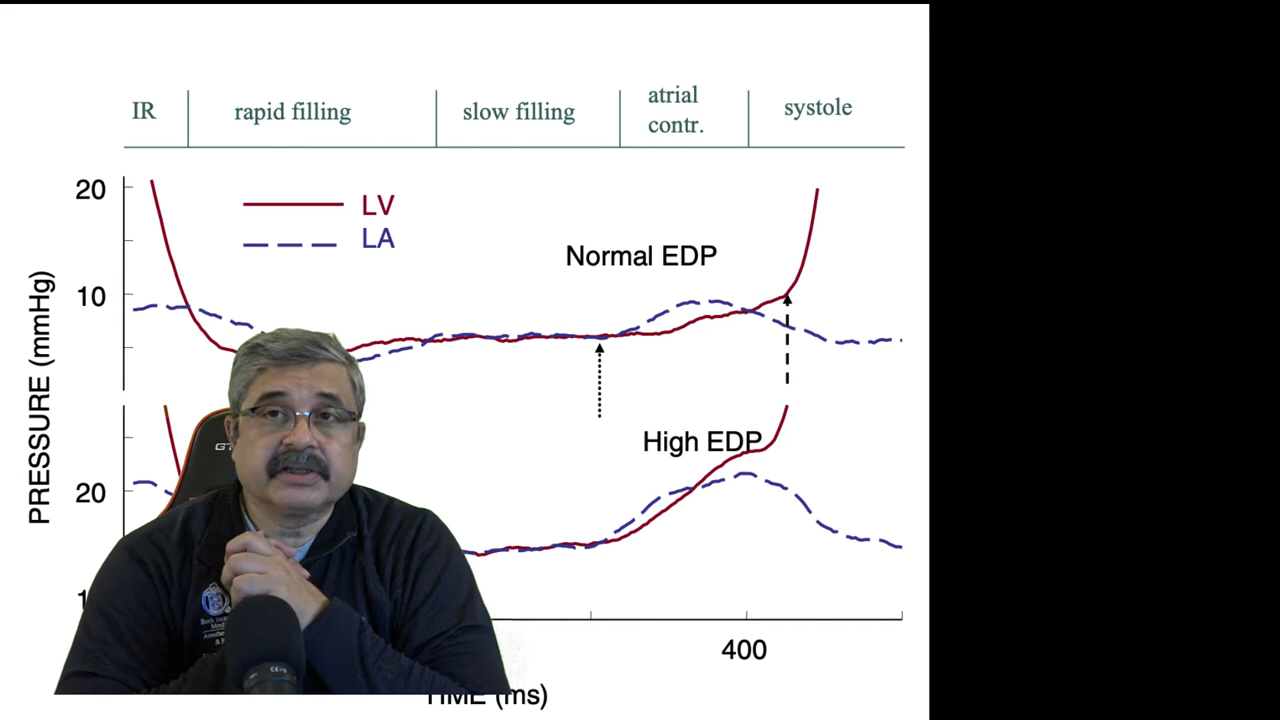 IR
rapid filling
slow filling
atrial
contr.
systole
20
LV
LA
Normal EDP
10
PRESSURE (mmHg)
High EDP
20
GT
400
(ms)